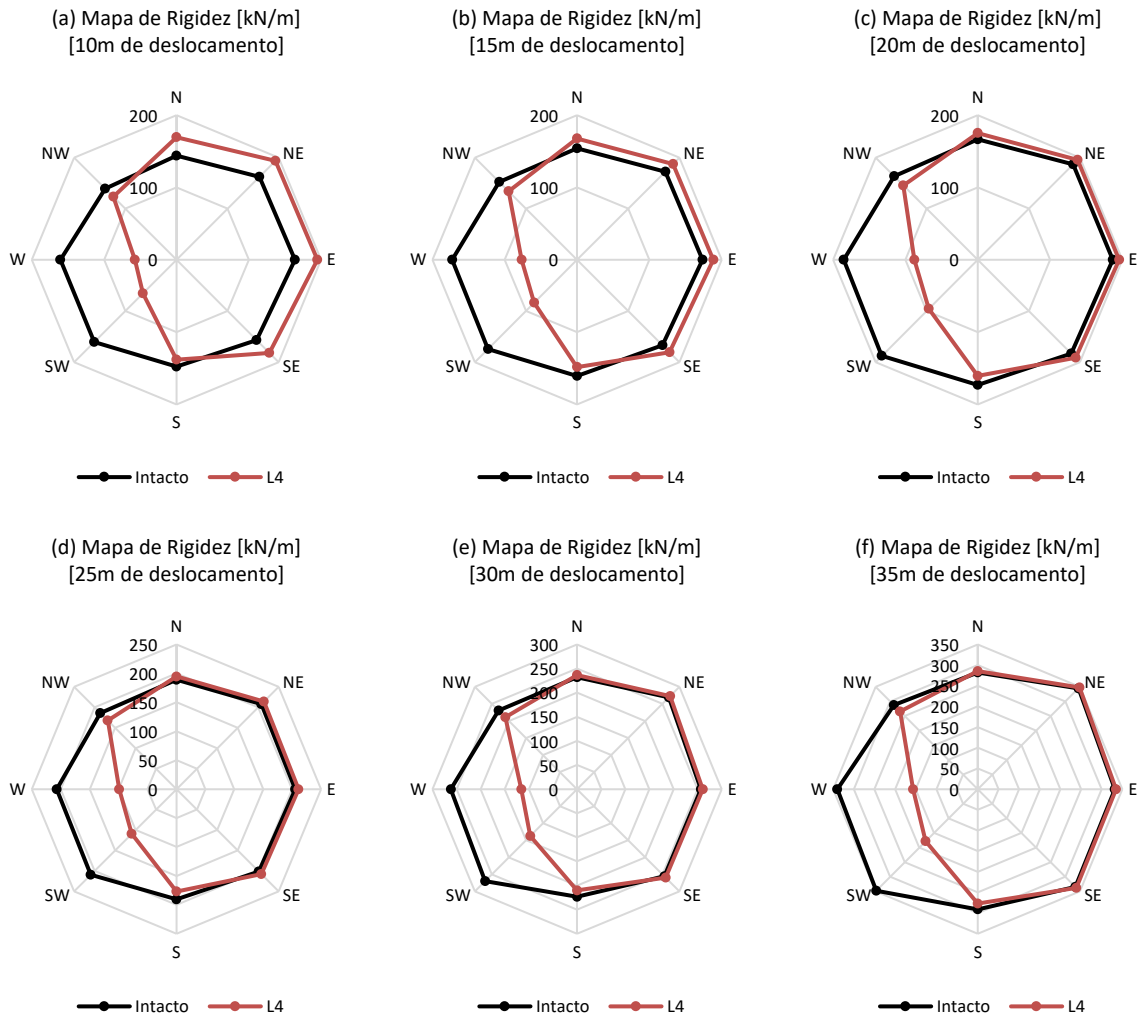 (a) Mapa de Rigidez [kN/m]
[10m de deslocamento]
N
200
NW
NE
100
W
0
E
SW
SE
S
Intacto
L4
(b) Mapa de Rigidez [kN/m]
[15m de deslocamento]
N
200
NW
NE
100
W
0
E
SW
SE
S
Intacto
L4
(c) Mapa de Rigidez [kN/m]
[20m de deslocamento]
N
200
NW
NE
100
W
0
E
SW
SE
S
Intacto
L4
(d) Mapa de Rigidez [kN/m]
[25m de deslocamento]
N
250
200
NW
NE
150
100
50
W
0
E
SW
SE
S
Intacto
L4
(e) Mapa de Rigidez [kN/m]
[30m de deslocamento]
N
300
250
NW
NE
200
150
100
50
W
0
E
SW
SE
S
Intacto
L4
(f) Mapa de Rigidez [kN/m]
[35m de deslocamento]
N
350
300
NW
NE
250
200
150
100
50
W
0
E
SW
SE
S
Intacto
L4